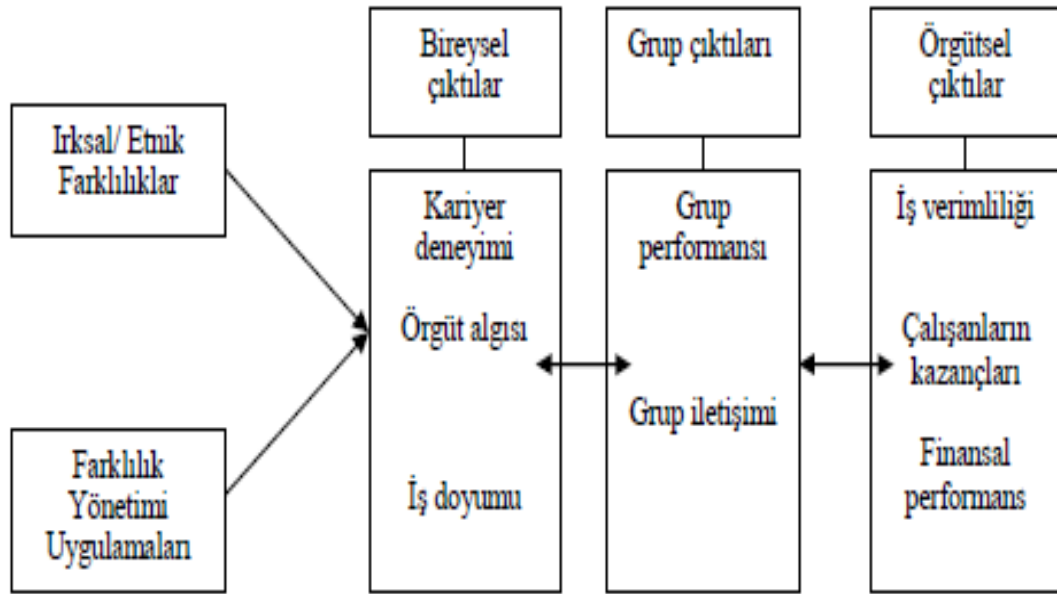 Irksal/ Etnik
Farklılıklar
Farklılık
Yönetimi
Uygulamaları
Bireysel
çıktılar
Kariyer
deneyimi
Örgüt algısı
İş doyumu
Grup çıktıları
Grup
performansı
Grup iletişimi
Örgütsel
çıktılar
İş verimliliği
Çalışanların
kazançları
Finansal
performans